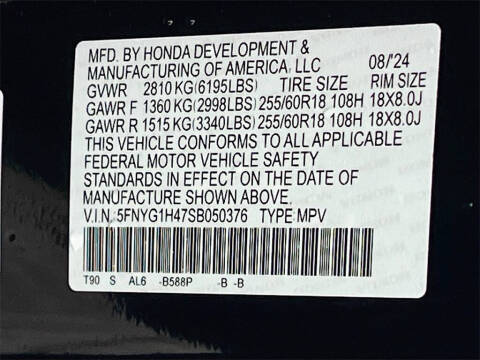 MFD. BY HONDA DEVELOPMENT &
MANUFACTURING OF AMERICA, LLC 08/'24
GVWR 2810 KG(6195LBS) TIRE SIZE RIM SIZE
GAWR F 1360 KG(2998LBS) 255/60R18 108H 18X8.0J
GAWR R 1515 KG(3340LBS) 255/60R18 108H 18X8.0J
THIS VEHICLE CONFORMS TO ALL APPLICABLE
FEDERAL MOTOR VEHICLE SAFETY
STANDARDS IN EFFECT ON THE DATE OF
MANUFACTURE SHOWN ABOVE.
V.I.N.:5FNYG1H47SB050376 TYPE:MPV
T90 S AL6 -B588P -B -B